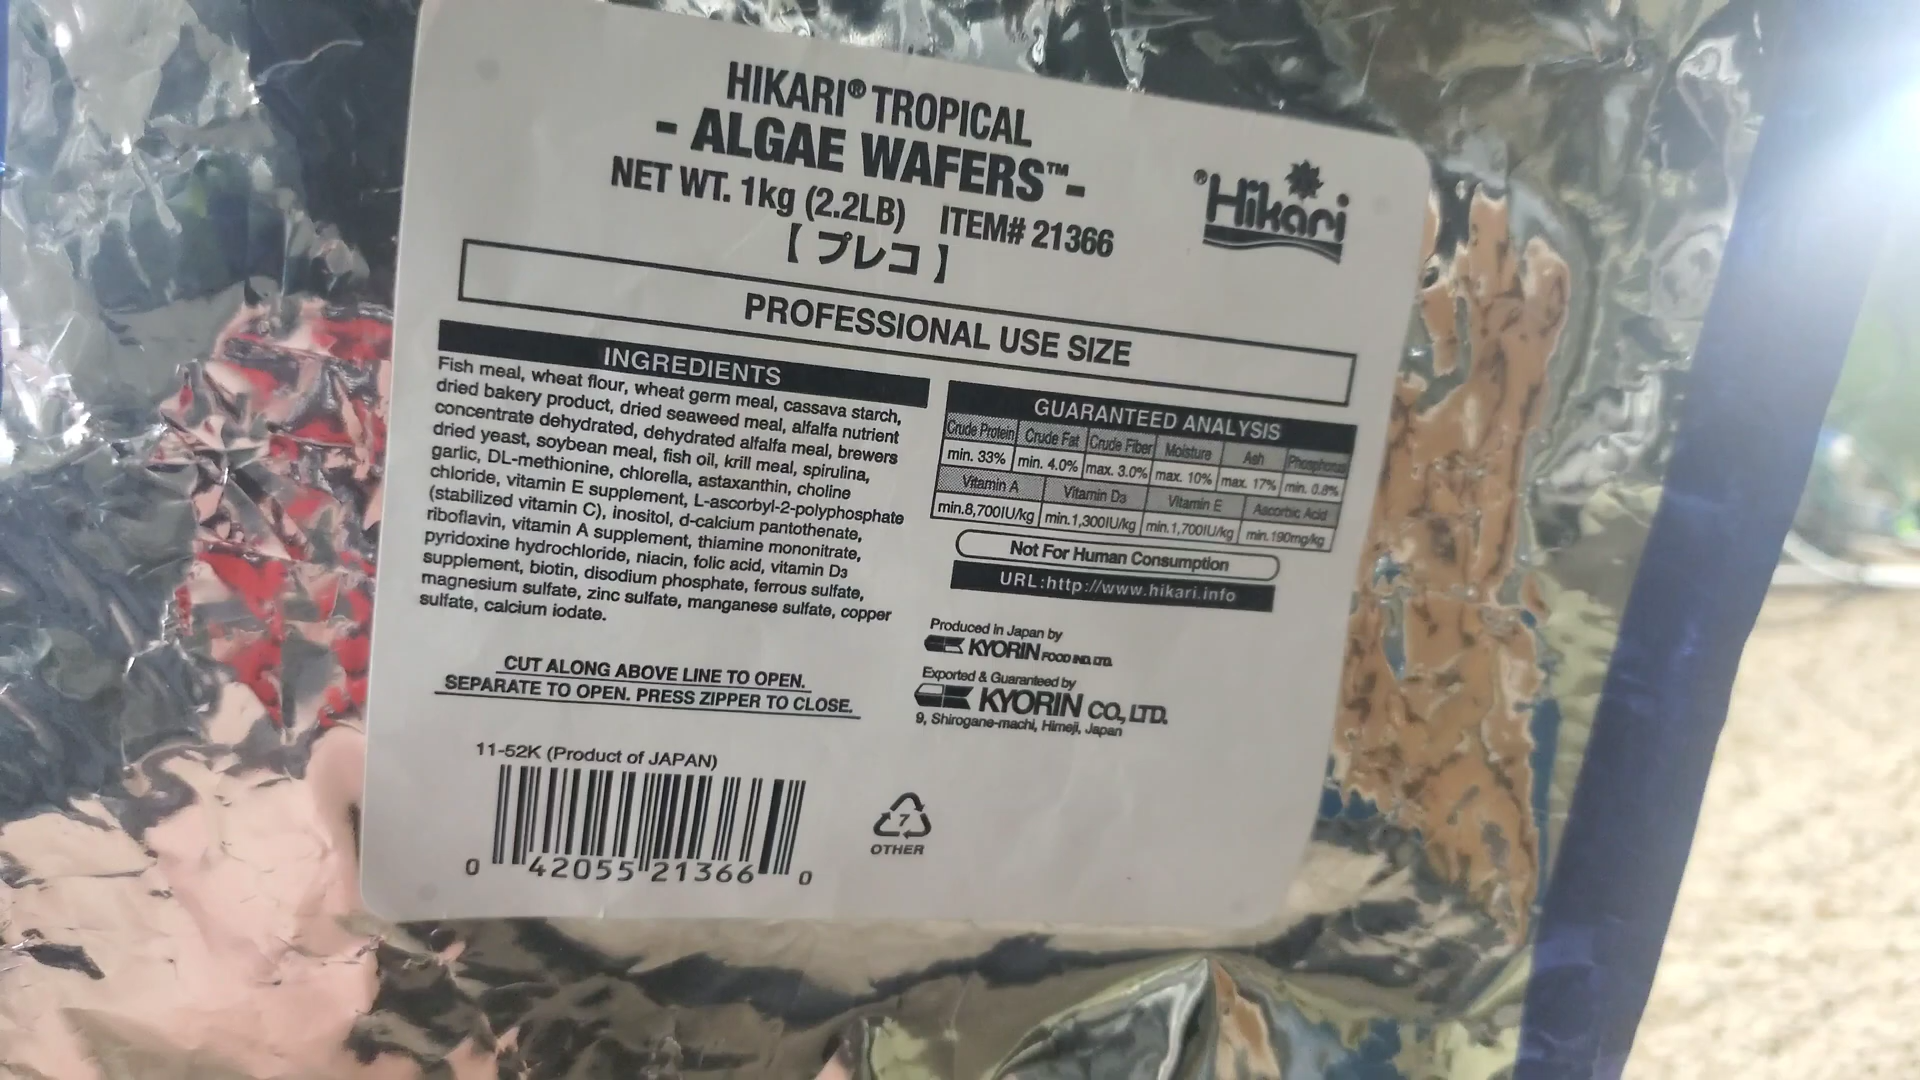 HIKARI® TROPICAL
- ALGAE WAFERS™-
NET WT. 1kg (2.2LB) ITEM# 21366
【 プレコ 】
®Hikari
PROFESSIONAL USE SIZE
INGREDIENTS
Fish meal, wheat flour, wheat germ meal, cassava starch,
dried bakery product, dried seaweed meal, alfalfa nutrient
concentrate dehydrated, dehydrated alfalfa meal, brewers
dried yeast, soybean meal, fish oil, krill meal, spirulina,
garlic, DL-methionine, chlorella, astaxanthin, choline
chloride, vitamin E supplement, L-ascorbyl-2-polyphosphate
(stabilized vitamin C), inositol, d-calcium pantothenate,
riboflavin, vitamin A supplement, thiamine mononitrate,
pyridoxine hydrochloride, niacin, folic acid, vitamin D3
supplement, biotin, disodium phosphate, ferrous sulfate,
magnesium sulfate, zinc sulfate, manganese sulfate, copper
sulfate, calcium iodate.
CUT ALONG ABOVE LINE TO OPEN.
SEPARATE TO OPEN. PRESS ZIPPER TO CLOSE.
GUARANTEED ANALYSIS
Crude Protein Crude Fat Crude Fiber Moisture Ash Phosphorus
min. 33% min. 4.0% max. 3.0% max. 10% max. 17% min. 0.8%
Vitamin A Vitamin D3 Vitamin E Ascorbic Acid
min.8,700IU/kg min.1,300IU/kg min.1,700IU/kg min.190mg/kg
Not For Human Consumption
URL:http://www.hikari.info
Produced in Japan by
KYORIN FOOD IND. LTD.
Exported & Guaranteed by
KYORIN CO., LTD.
9, Shirogane-machi, Himeji, Japan
11-52K (Product of JAPAN)
0 42055 21366 0
7
OTHER